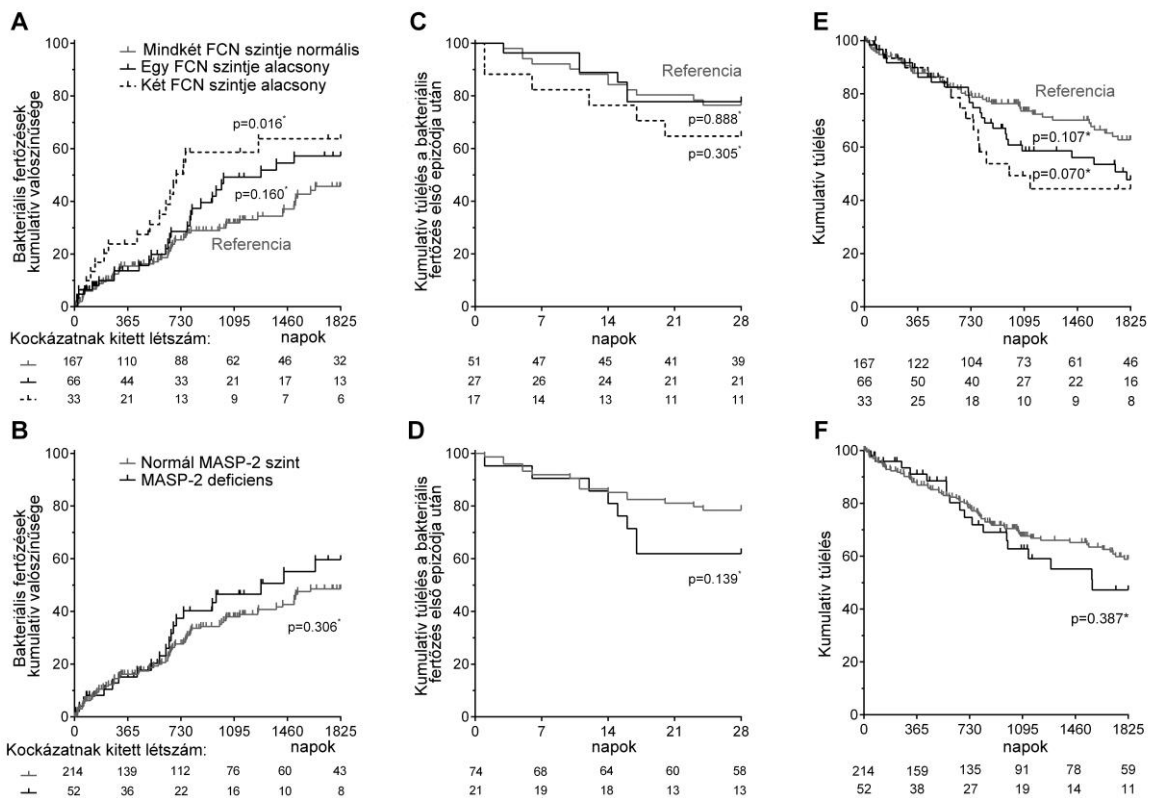 A
Bakteriális fertőzések
kumulatív valószínűsége
100
80
60
40
20
0
Mindkét FCN szintje normális
Egy FCN szintje alacsony
Két FCN szintje alacsony
p=0.016*
p=0.160*
Referencia
0 365 730 1095 1460 1825
napok
Kockázatnak kitett létszám:
167 110 88 62 46 32
66 44 33 21 17 13
33 21 13 9 7 6
C
Kumulatív túlélés a bakteriális
fertőzés első epizódja után
100
80
60
40
20
0
Referencia
p=0.888*
p=0.305*
0 7 14 21 28
napok
51 47 45 41 39
27 26 24 21 21
17 14 13 11 11
E
Kumulatív túlélés
100
80
60
40
20
0
Referencia
p=0.107*
p=0.070*
0 365 730 1095 1460 1825
napok
167 122 104 73 61 46
66 50 40 27 22 16
33 25 18 10 9 8
B
Bakteriális fertőzések
kumulatív valószínűsége
100
80
60
40
20
0
Normál MASP-2 szint
MASP-2 deficiens
p=0.306*
0 365 730 1095 1460 1825
napok
Kockázatnak kitett létszám:
214 139 112 76 60 43
52 36 22 16 10 8
D
Kumulatív túlélés a bakteriális
fertőzés első epizódja után
100
80
60
40
20
0
p=0.139*
0 7 14 21 28
napok
74 68 64 60 58
21 19 18 13 13
F
Kumulatív túlélés
100
80
60
40
20
0
p=0.387*
0 365 730 1095 1460 1825
napok
214 159 135 91 78 59
52 38 27 19 14 11